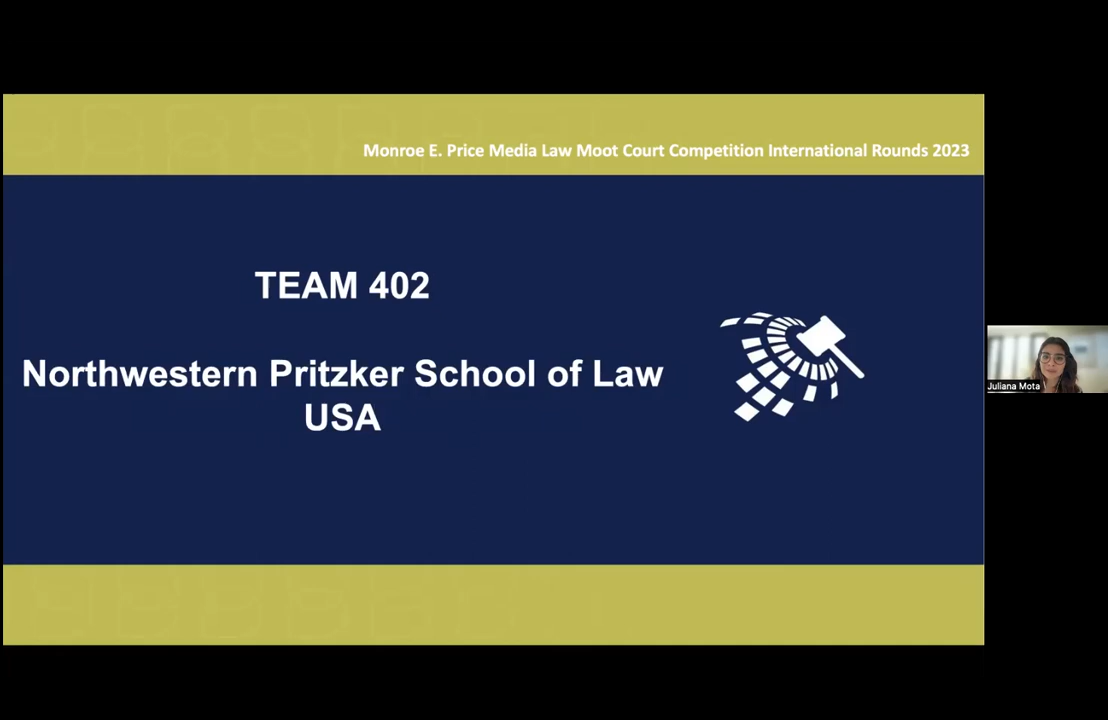 Monroe E. Price Media Law Moot Court Competition International Rounds 2023
TEAM 402
Northwestern Pritzker School of Law
USA
Juliana Mota